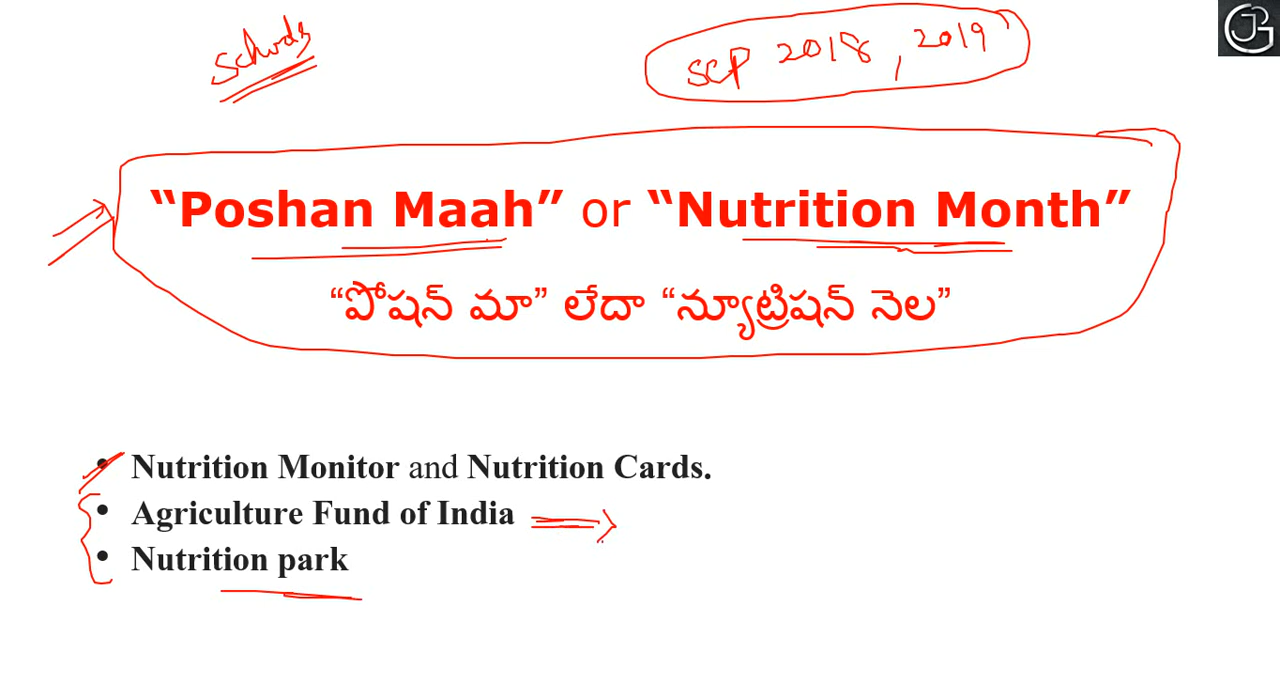 schools
sep 2018, 2019
“Poshan Maah” or “Nutrition Month”
“పోషన్ మా” లేదా “న్యూట్రిషన్ నెల”
• Nutrition Monitor and Nutrition Cards.
• Agriculture Fund of India
• Nutrition park